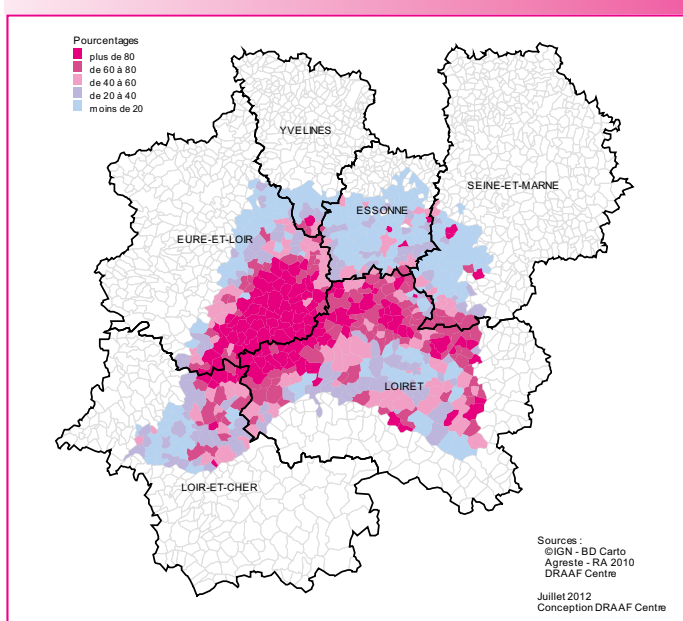 Pourcentages
plus de 80
de 60 à 80
de 40 à 60
de 20 à 40
moins de 20
YVELINES
SEINE-ET-MARNE
ESSONNE
EURE-ET-LOIR
LOIRET
LOIR-ET-CHER
Sources :
©IGN - BD Carto
Agreste - RA 2010
DRAAF Centre
Juillet 2012
Conception DRAAF Centre